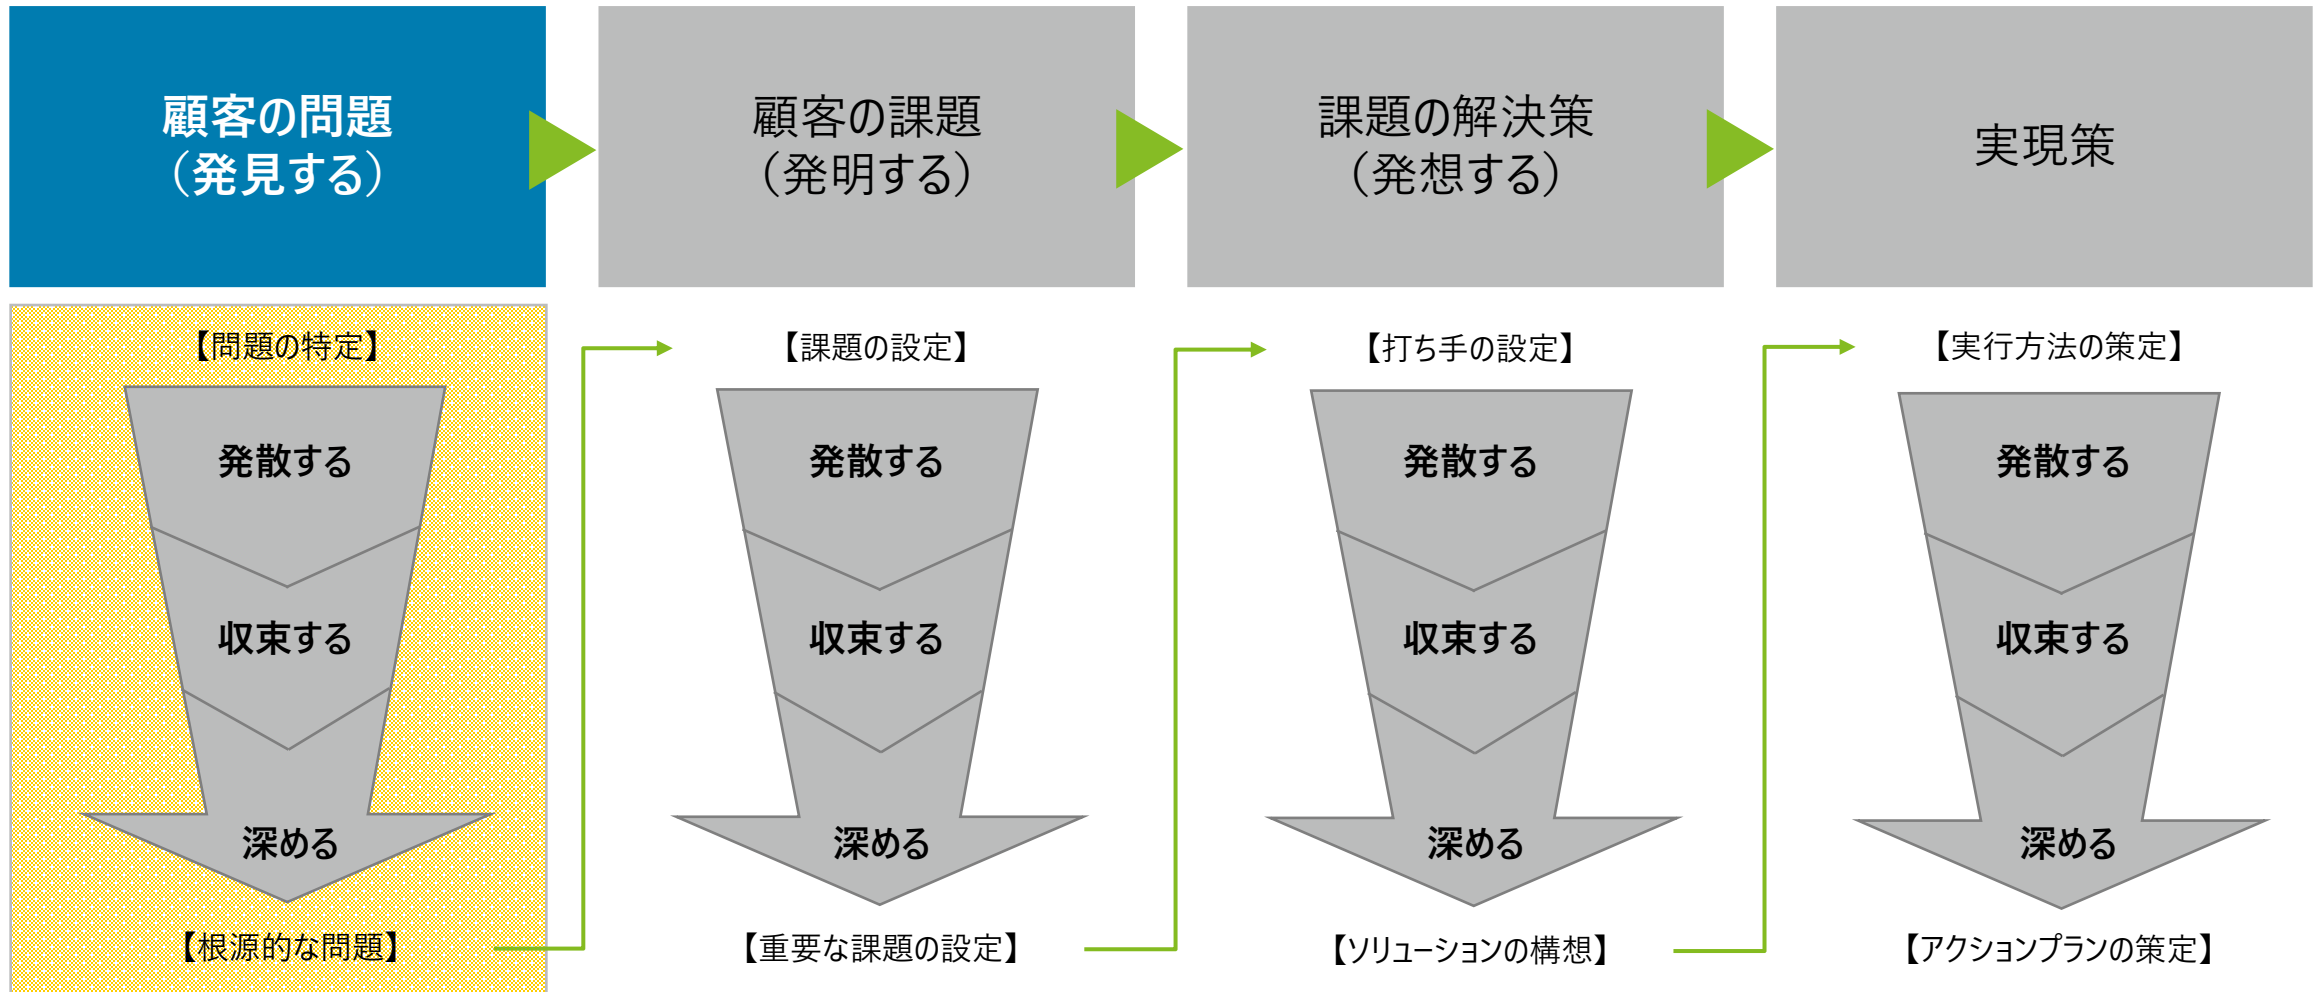 顧客の問題
（発見する）
顧客の課題
（発明する）
課題の解決策
（発想する）
実現策
【問題の特定】
発散する
収束する
深める
【根源的な問題】
【課題の設定】
発散する
収束する
深める
【重要な課題の設定】
【打ち手の設定】
発散する
収束する
深める
【ソリューションの構想】
【実行方法の策定】
発散する
収束する
深める
【アクションプランの策定】